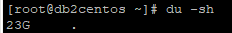 [root@db2centos ~]# du -sh
23G     .